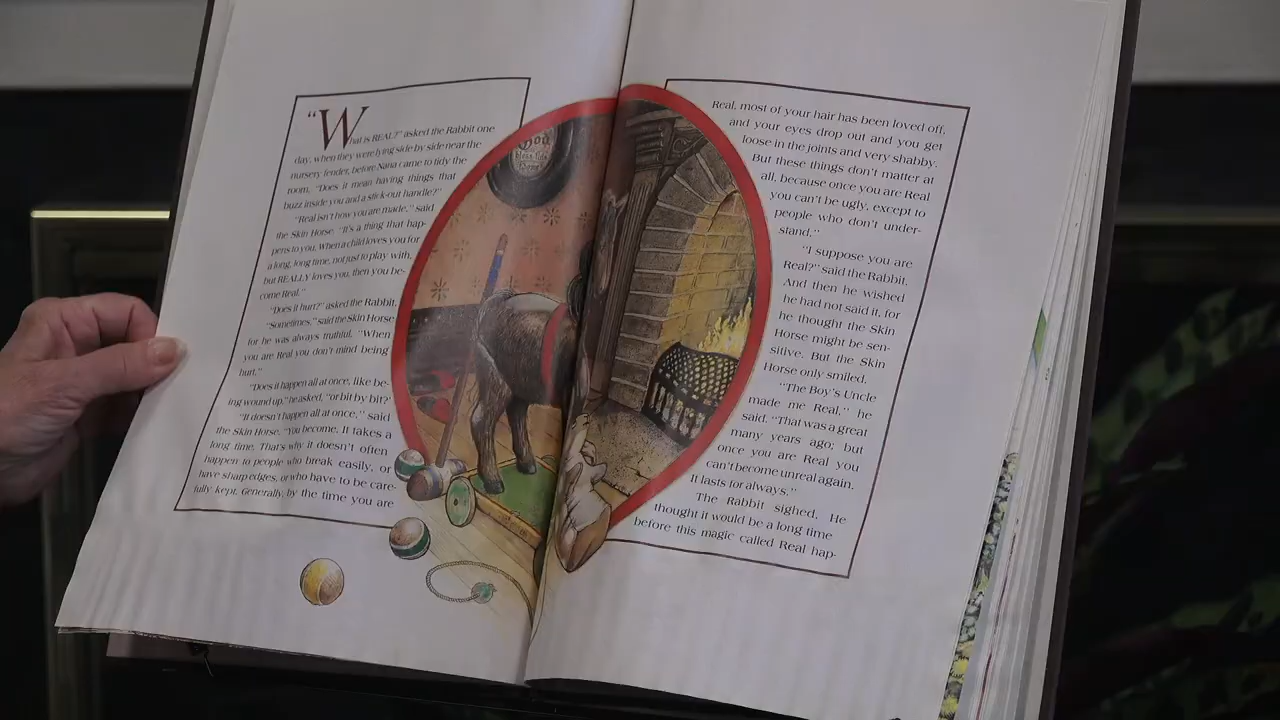 "What is REAL?" asked the Rabbit one
day, when they were lying side by side near the
nursery fender, before Nana came to tidy the
room. "Does it mean having things that
buzz inside you and a stick-out handle?"
"Real isn't how you are made," said
the Skin Horse. "It's a thing that hap-
pens to you. When a child loves you for
a long, long time, not just to play with,
but REALLY loves you, then you be-
come Real."
"Does it hurt?" asked the Rabbit.
"Sometimes," said the Skin Horse,
for he was always truthful. "When
you are Real you don't mind being
hurt."
"Does it happen all at once, like be-
ing wound up," he asked, "or bit by bit?"
"It doesn't happen all at once," said
the Skin Horse. "You become. It takes a
long time. That's why it doesn't often
happen to people who break easily, or
have sharp edges, or who have to be care-
fully kept. Generally, by the time you are
God
Bless this
Home
Real, most of your hair has been loved off,
and your eyes drop out and you get
loose in the joints and very shabby.
But these things don't matter at
all, because once you are Real
you can't be ugly, except to
people who don't under-
stand."
"I suppose you are
Real?" said the Rabbit.
And then he wished
he had not said it, for
he thought the Skin
Horse might be sen-
sitive. But the Skin
Horse only smiled.
"The Boy's Uncle
made me Real," he
said. "That was a great
many years ago; but
once you are Real you
can't become unreal again.
It lasts for always."
The Rabbit sighed. He
thought it would be a long time
before this magic called Real hap-